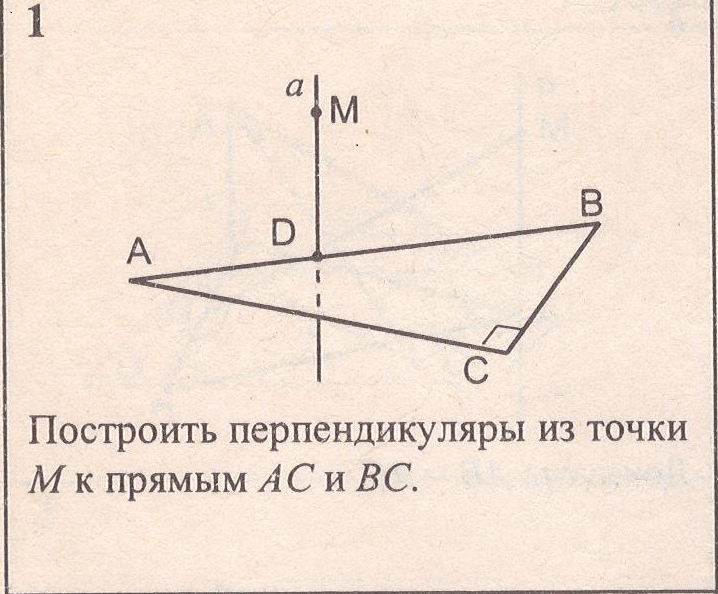 1
a
M
B
D
A
C
Построить перпендикуляры из точки
M к прямым AC и BC.